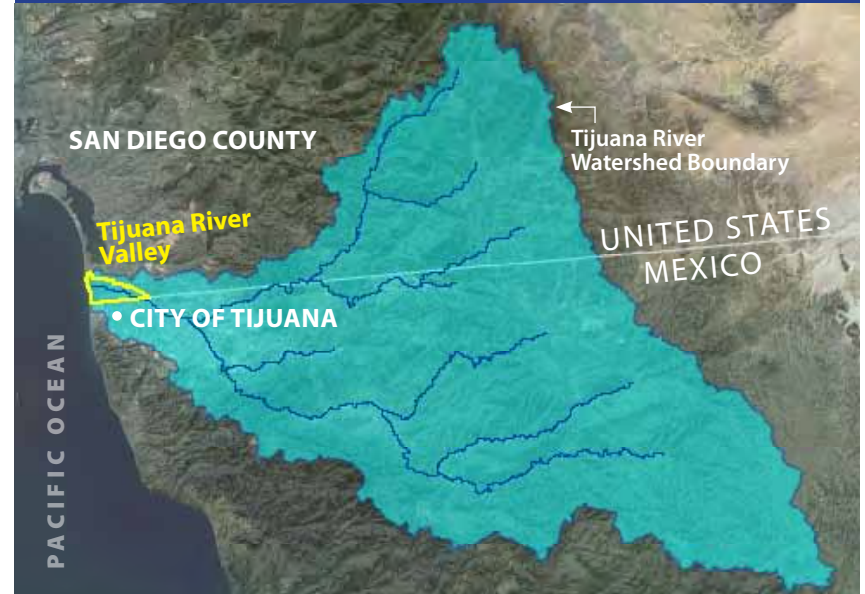 SAN DIEGO COUNTY
Tijuana River
Watershed Boundary
Tijuana River
Valley
UNITED STATES
MEXICO
• CITY OF TIJUANA
PACIFIC OCEAN